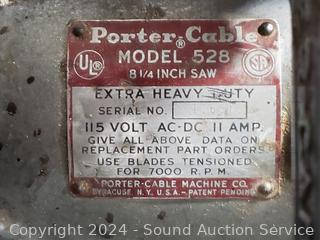 Porter-Cable
MODEL 528
8 1/4 INCH SAW
UL
EXTRA HEAVY DUTY
SERIAL NO.
115 VOLT AC-DC 11 AMP.
GIVE ALL ABOVE DATA ON
REPLACEMENT PART ORDERS
USE BLADES TENSIONED
FOR 7000 R.P.M.
PORTER-CABLE MACHINE CO.
SYRACUSE, N.Y. U.S.A.-PATENT PENDING
Copyright © 2024 - Sound Auction Service